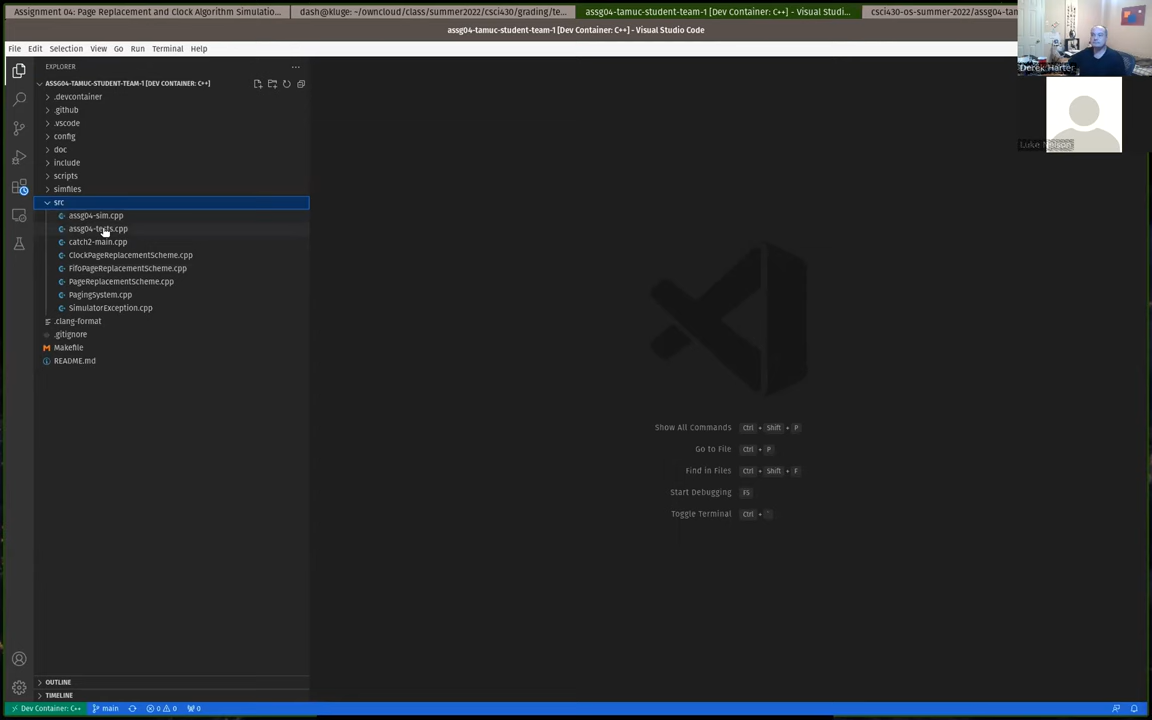 Assignment 04: Page Replacement and Clock Algorithm Simulatio...
dash@kluge: ~/owncloud/class/summer2022/csci430/grading/te...
assg04-tamuc-student-team-1 [Dev Container: C++] - Visual Studi...
csci430-os-summer-2022/assg04-tam
assg04-tamuc-student-team-1 [Dev Container: C++] - Visual Studio Code
File Edit Selection View Go Run Terminal Help
EXPLORER
ASSG04-TAMUC-STUDENT-TEAM-1 [DEV CONTAINER: C++]
.devcontainer
.github
.vscode
config
doc
include
scripts
simfiles
src
assg04-sim.cpp
assg04-tests.cpp
catch2-main.cpp
ClockPageReplacementScheme.cpp
FifoPageReplacementScheme.cpp
PageReplacementScheme.cpp
PagingSystem.cpp
SimulatorException.cpp
.clang-format
.gitignore
Makefile
README.md
Show All Commands Ctrl + Shift + P
Go to File Ctrl + P
Find in Files Ctrl + Shift + F
Start Debugging F5
Toggle Terminal Ctrl + `
Derek Harter
Luke
OUTLINE
TIMELINE
Dev Container: C++ main 0 0 0